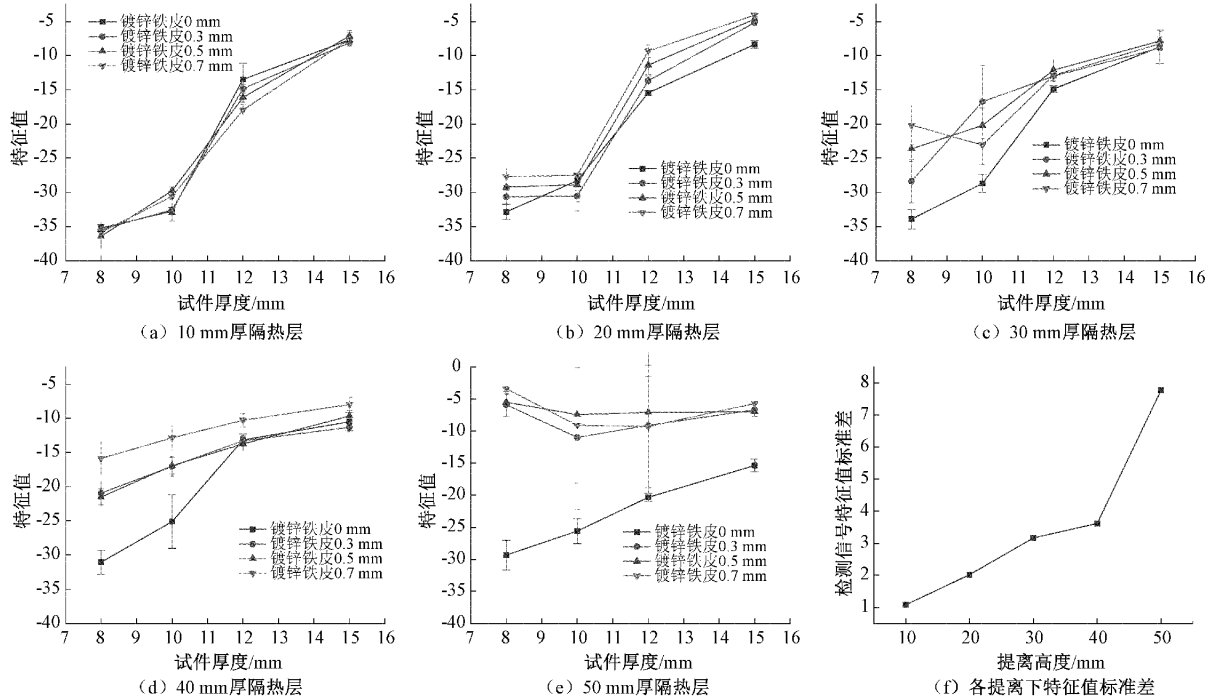 -5
-10
-15
-20
-25
-30
-35
-40
特征值
镀锌铁皮0 mm
镀锌铁皮0.3 mm
镀锌铁皮0.5 mm
镀锌铁皮0.7 mm
7 8 9 10 11 12 13 14 15 16
试件厚度/mm
（a）10 mm厚隔热层
-5
-10
-15
-20
-25
-30
-35
-40
特征值
镀锌铁皮0 mm
镀锌铁皮0.3 mm
镀锌铁皮0.5 mm
镀锌铁皮0.7 mm
7 8 9 10 11 12 13 14 15 16
试件厚度/mm
（b）20 mm厚隔热层
-5
-10
-15
-20
-25
-30
-35
-40
特征值
镀锌铁皮0 mm
镀锌铁皮0.3 mm
镀锌铁皮0.5 mm
镀锌铁皮0.7 mm
7 8 9 10 11 12 13 14 15 16
试件厚度/mm
（c）30 mm厚隔热层
-5
-10
-15
-20
-25
-30
-35
-40
特征值
镀锌铁皮0 mm
镀锌铁皮0.3 mm
镀锌铁皮0.5 mm
镀锌铁皮0.7 mm
7 8 9 10 11 12 13 14 15 16
试件厚度/mm
（d）40 mm厚隔热层
0
-5
-10
-15
-20
-25
-30
-35
-40
特征值
镀锌铁皮0 mm
镀锌铁皮0.3 mm
镀锌铁皮0.5 mm
镀锌铁皮0.7 mm
7 8 9 10 11 12 13 14 15 16
试件厚度/mm
（e）50 mm厚隔热层
8
7
6
5
4
3
2
1
检测信号特征值标准差
10 20 30 40 50
提离高度/mm
（f）各提离下特征值标准差